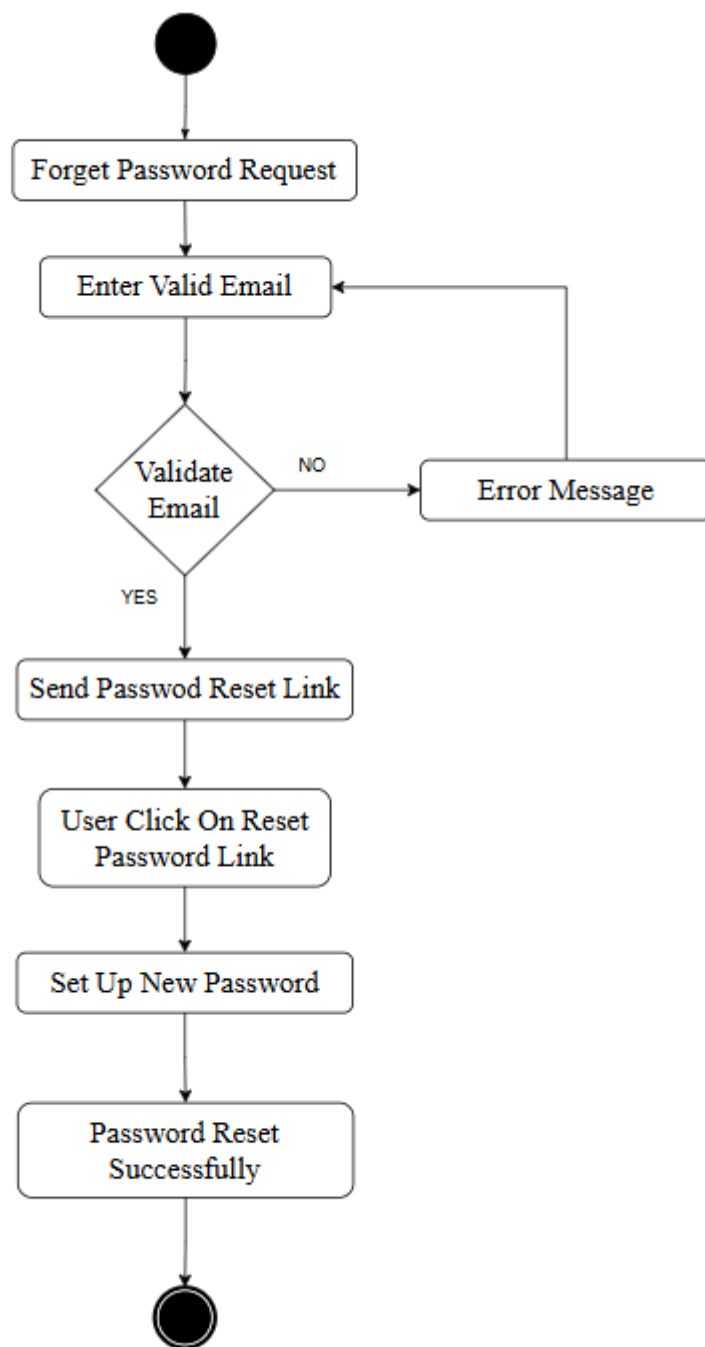 Forget Password Request
Enter Valid Email
Validate
Email
NO
Error Message
YES
Send Passwod Reset Link
User Click On Reset
Password Link
Set Up New Password
Password Reset
Successfully